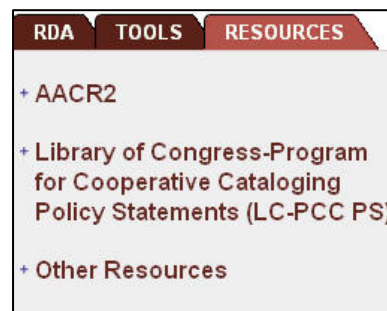 RDA TOOLS RESOURCES
+ AACR2
+ Library of Congress-Program
for Cooperative Cataloging
Policy Statements (LC-PCC PS)
+ Other Resources